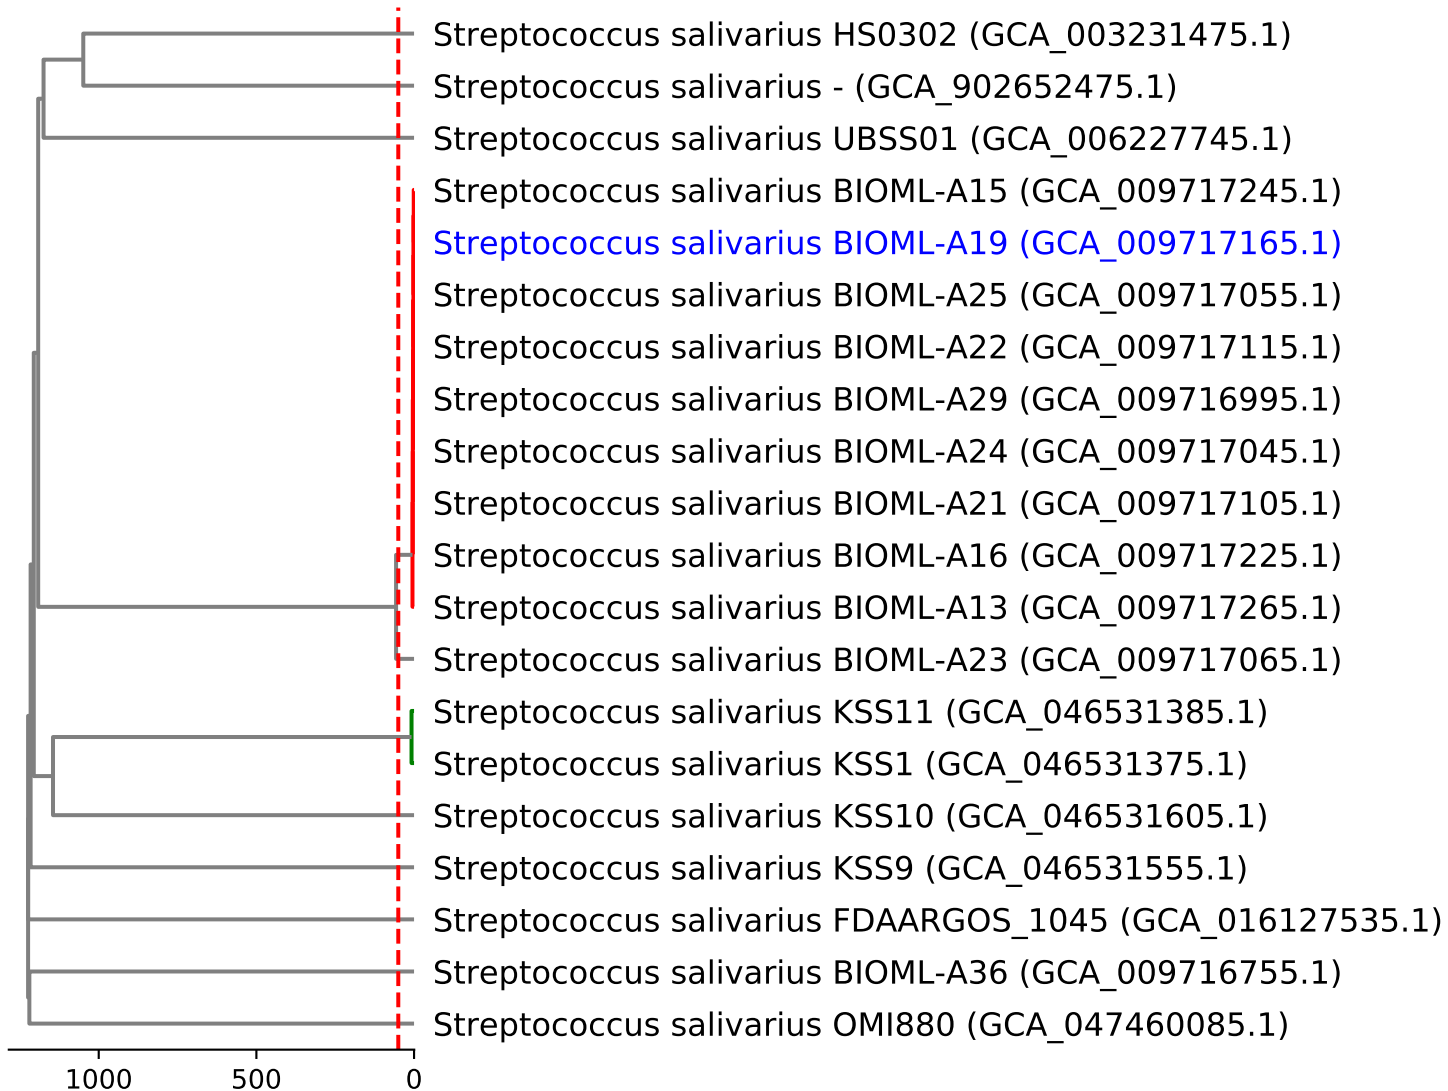 Streptococcus salivarius HS0302 (GCA_003231475.1)
Streptococcus salivarius - (GCA_902652475.1)
Streptococcus salivarius UBSS01 (GCA_006227745.1)
Streptococcus salivarius BIOML-A15 (GCA_009717245.1)
Streptococcus salivarius BIOML-A19 (GCA_009717165.1)
Streptococcus salivarius BIOML-A25 (GCA_009717055.1)
Streptococcus salivarius BIOML-A22 (GCA_009717115.1)
Streptococcus salivarius BIOML-A29 (GCA_009716995.1)
Streptococcus salivarius BIOML-A24 (GCA_009717045.1)
Streptococcus salivarius BIOML-A21 (GCA_009717105.1)
Streptococcus salivarius BIOML-A16 (GCA_009717225.1)
Streptococcus salivarius BIOML-A13 (GCA_009717265.1)
Streptococcus salivarius BIOML-A23 (GCA_009717065.1)
Streptococcus salivarius KSS11 (GCA_046531385.1)
Streptococcus salivarius KSS1 (GCA_046531375.1)
Streptococcus salivarius KSS10 (GCA_046531605.1)
Streptococcus salivarius KSS9 (GCA_046531555.1)
Streptococcus salivarius FDAARGOS_1045 (GCA_016127535.1)
Streptococcus salivarius BIOML-A36 (GCA_009716755.1)
Streptococcus salivarius OMI880 (GCA_047460085.1)
1000 500 0